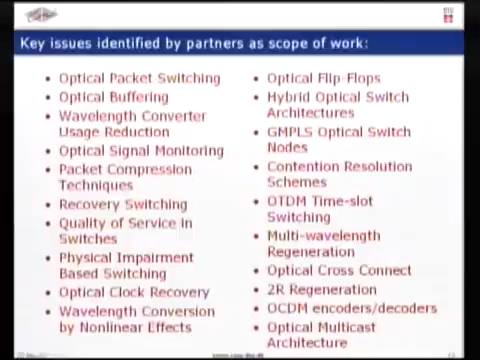 Key issues identified by partners as scope of work:
Optical Packet Switching
Optical Buffering
Wavelength Converter
Usage Reduction
Optical Signal Monitoring
Packet Compression
Techniques
Recovery Switching
Quality of Service in
Switches
Physical Impairment
Based Switching
Optical Clock Recovery
Wavelength Conversion
by Nonlinear Effects
Optical Flip-Flops
Hybrid Optical Switch
Architectures
GMPLS Optical Switch
Nodes
Contention Resolution
Schemes
OTDM Time-slot
Switching
Multi-wavelength
Regeneration
Optical Cross Connect
2R Regeneration
OCDM encoders/decoders
Optical Multicast
Architecture